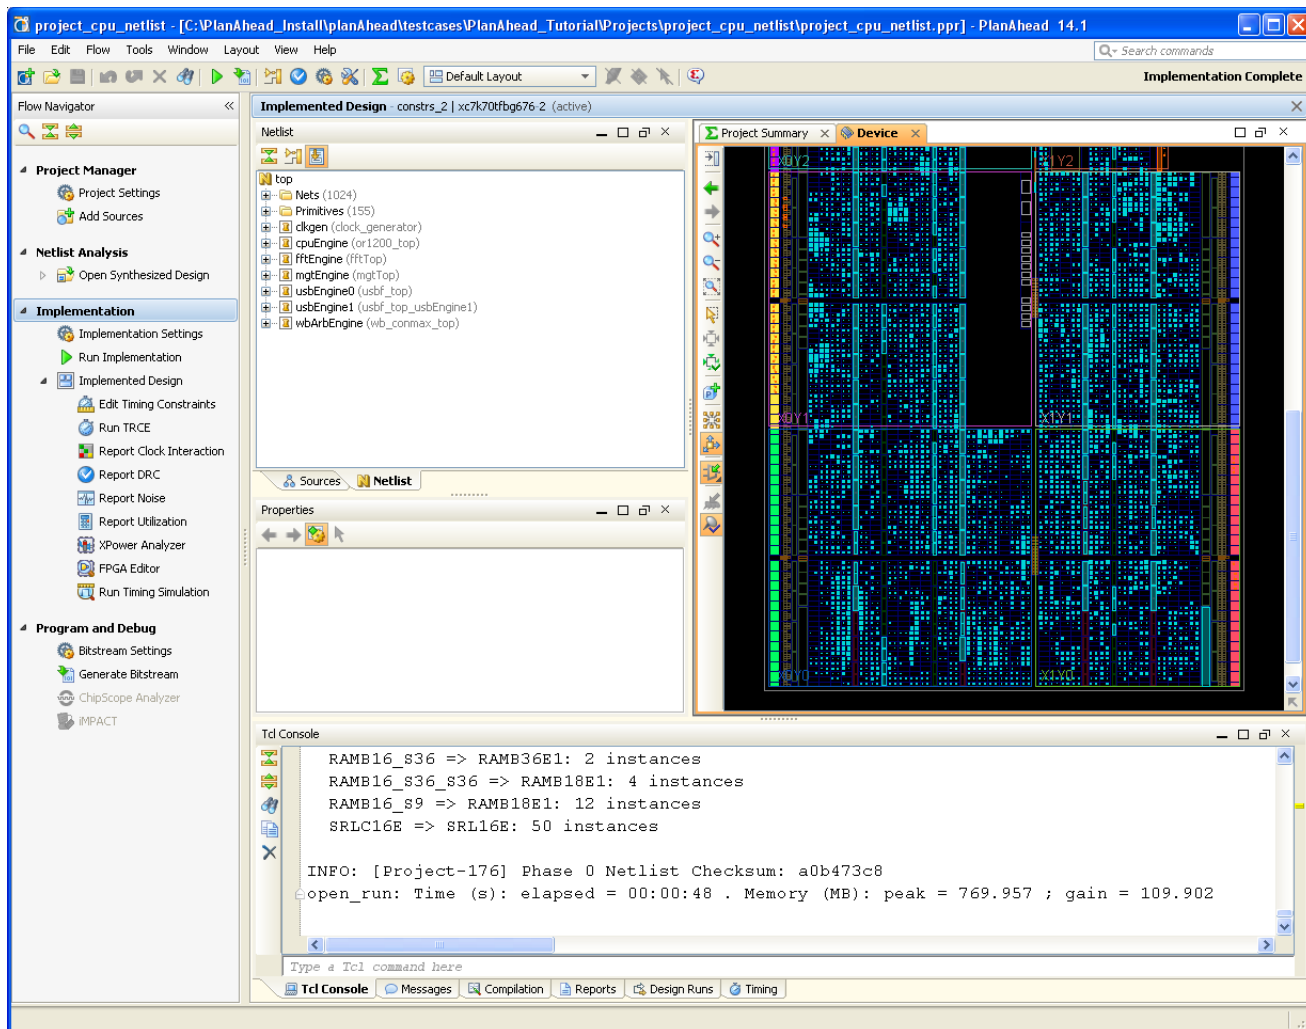 project_cpu_netlist - [C:\PlanAhead_Install\planAhead\testcases\PlanAhead_Tutorial\Projects\project_cpu_netlist\project_cpu_netlist.ppr] - PlanAhead 14.1
File Edit Flow Tools Window Layout View Help
Search commands
Default Layout
Implementation Complete
Flow Navigator
Project Manager
Project Settings
Add Sources
Netlist Analysis
Open Synthesized Design
Implementation
Implementation Settings
Run Implementation
Implemented Design
Edit Timing Constraints
Run TRCE
Report Clock Interaction
Report DRC
Report Noise
Report Utilization
XPower Analyzer
FPGA Editor
Run Timing Simulation
Program and Debug
Bitstream Settings
Generate Bitstream
ChipScope Analyzer
iMPACT
Implemented Design - constrs_2 | xc7k70tfbg676-2 (active)
Netlist
top
Nets (1024)
Primitives (155)
clkgen (clock_generator)
cpuEngine (or1200_top)
fftEngine (fftTop)
mgtEngine (mgtTop)
usbEngine0 (usbf_top)
usbEngine1 (usbf_top_usbEngine1)
wbArbEngine (wb_conmax_top)
Sources Netlist
Properties
Project Summary Device
X0Y2 X1Y2
X0Y1 X1Y1
X0Y0 X1Y0
Tcl Console
RAMB16_S36 => RAMB36E1: 2 instances
RAMB16_S36_S36 => RAMB18E1: 4 instances
RAMB16_S9 => RAMB18E1: 12 instances
SRLC16E => SRL16E: 50 instances
INFO: [Project-176] Phase 0 Netlist Checksum: a0b473c8
open_run: Time (s): elapsed = 00:00:48 . Memory (MB): peak = 769.957 ; gain = 109.902
Type a Tcl command here
Tcl Console Messages Compilation Reports Design Runs Timing